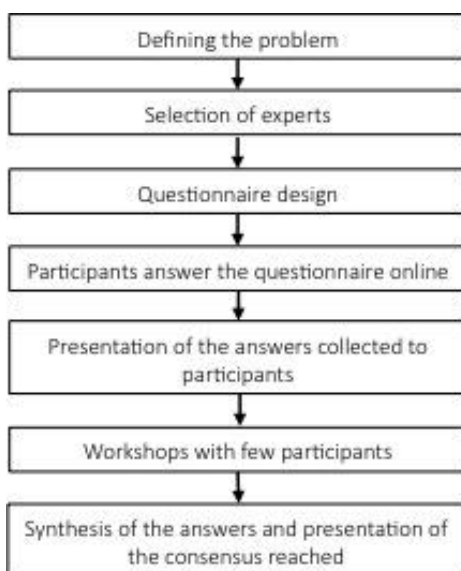 Defining the problem
Selection of experts
Questionnaire design
Participants answer the questionnaire online
Presentation of the answers collected to
participants
Workshops with few participants
Synthesis of the answers and presentation of
the consensus reached